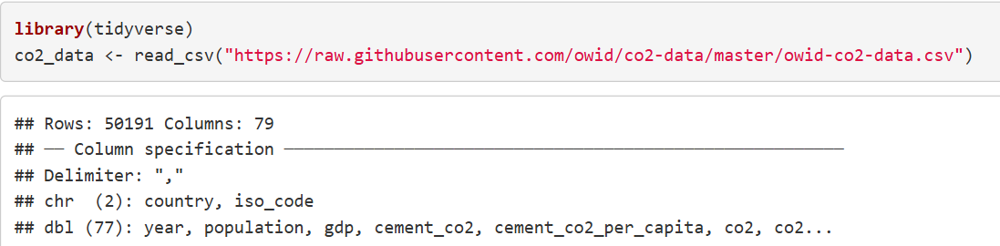 library(tidyverse)
co2_data <- read_csv("https://raw.githubusercontent.com/owid/co2-data/master/owid-co2-data.csv")
## Rows: 50191 Columns: 79
## ── Column specification ────────────────────────────────────────────────────────
## Delimiter: ","
## chr  (2): country, iso_code
## dbl (77): year, population, gdp, cement_co2, cement_co2_per_capita, co2, co2...